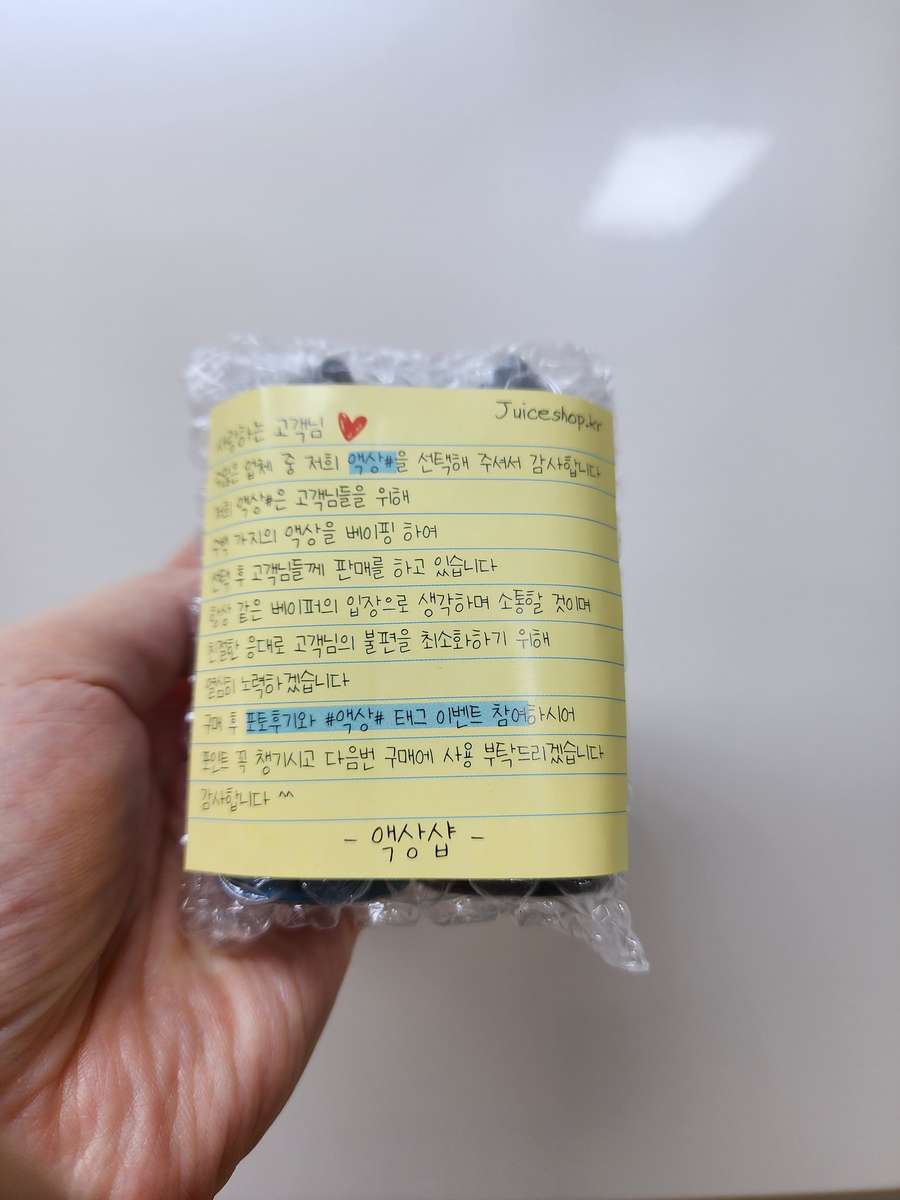 Juiceshop.kr
사랑하는 고객님
업체 중 저희 액상#을 선택해 주셔서 감사합니다
저희 액상#은 고객님들을 위해
수백 가지의 액상을 베이핑 하여
선택 후 고객님들께 판매를 하고 있습니다
항상 같은 베이퍼의 입장으로 생각하며 소통할 것이며
친절한 응대로 고객님의 불편을 최소화하기 위해
열심히 노력하겠습니다
구매 후 포토후기와 #액상# 태그 이벤트 참여하시어
포인트 꼭 챙기시고 다음번 구매에 사용 부탁드리겠습니다
감사합니다 ^^
- 액상샵 -